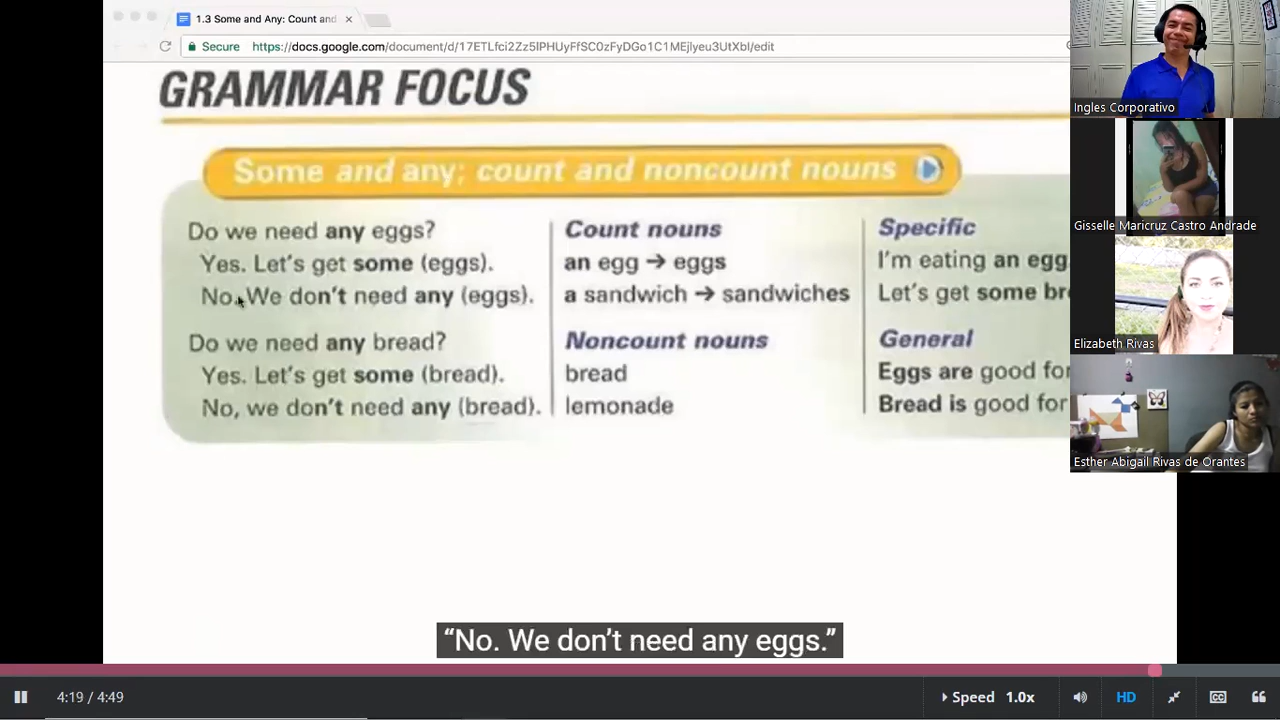 1.3 Some and Any: Count and
Secure
https://docs.google.com/document/d/17ETLfci2Zz5lPHUyFfSC0zFyDGo1C1MEjlyeu3UtXbI/edit
GRAMMAR FOCUS
Some and any; count and noncount nouns
Do we need any eggs?
Yes. Let's get some (eggs).
No. We don't need any (eggs).
Do we need any bread?
Yes. Let's get some (bread).
No, we don't need any (bread).
Count nouns
an egg → eggs
a sandwich → sandwiches
Noncount nouns
bread
lemonade
Specific
I'm eating an egg
Let's get some br
General
Eggs are good for
Bread is good for
Ingles Corporativo
Gisselle Maricruz Castro Andrade
Elizabeth Rivas
Esther Abigail Rivas de Orantes
“No. We don't need any eggs.”
4:19 / 4:49
Speed 1.0x
HD
CC